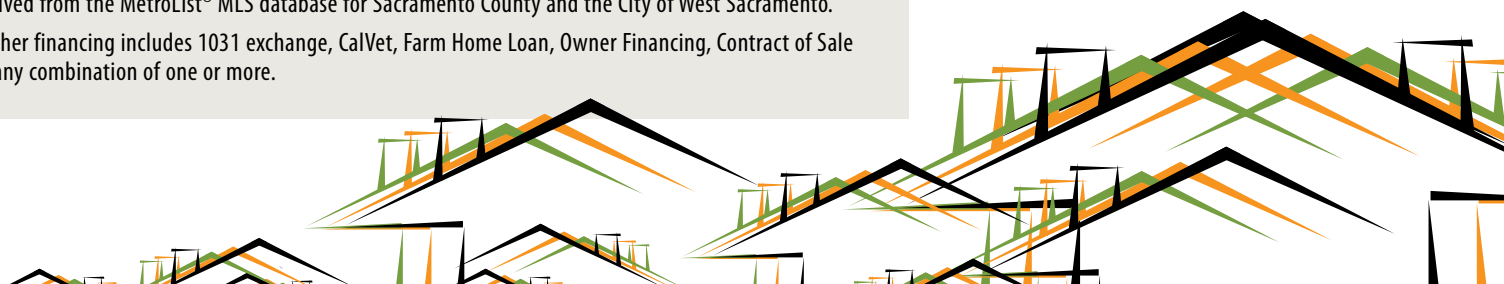 ived from the MetroList® MLS database for Sacramento County and the City of West Sacramento.
her financing includes 1031 exchange, CalVet, Farm Home Loan, Owner Financing, Contract of Sale
any combination of one or more.